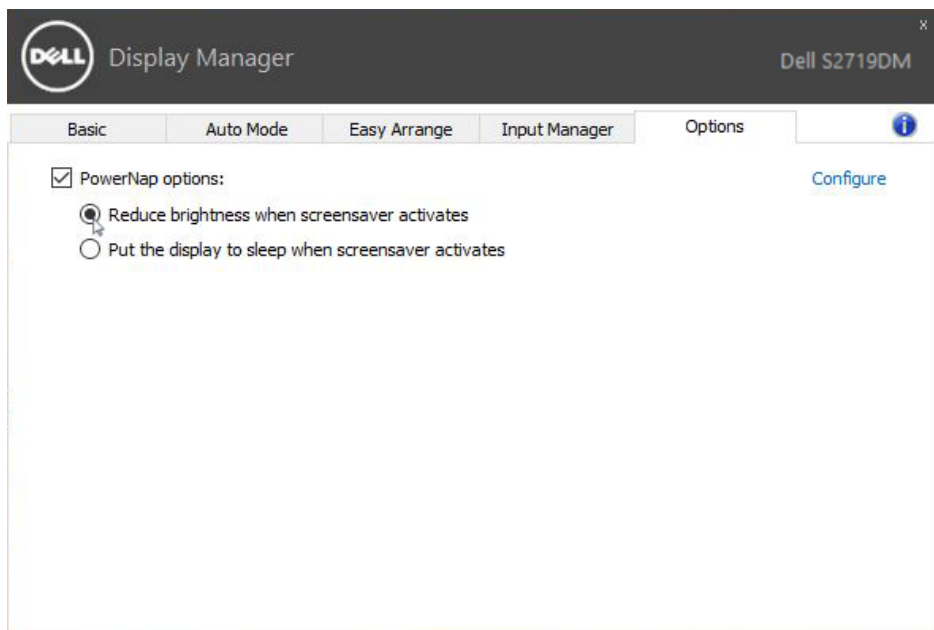 x
DELL
Display Manager
Dell S2719DM
Basic
Auto Mode
Easy Arrange
Input Manager
Options
i
PowerNap options:
Configure
Reduce brightness when screensaver activates
Put the display to sleep when screensaver activates